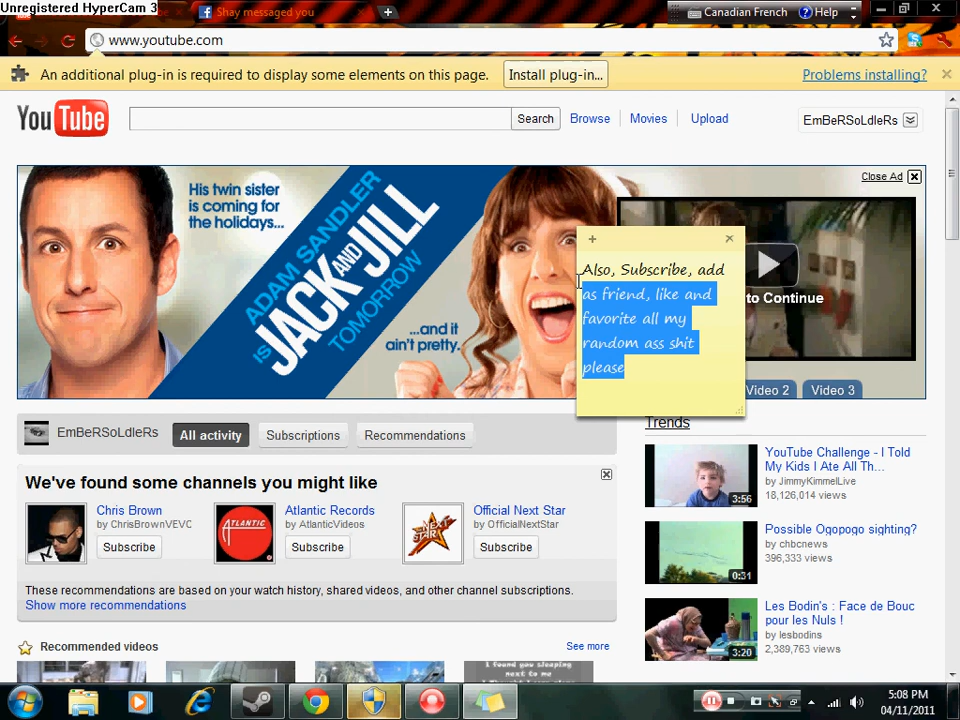 Unregistered HyperCam 3
Shay messaged you
Canadian French
Help
www.youtube.com
An additional plug-in is required to display some elements on this page.
Install plug-in...
Problems installing?
YouTube
Search
Browse
Movies
Upload
EmBeRSoLdIeRs
His twin sister
is coming for
the holidays...
ADAM SANDLER
IS JACK AND JILL
TOMORROW
...and it
ain't pretty.
Close Ad
to Continue
Video 2
Video 3
Also, Subscribe, add
as friend, like and
favorite all my
random ass shit
please
EmBeRSoLdIeRs
All activity
Subscriptions
Recommendations
Trends
We've found some channels you might like
Chris Brown
by ChrisBrownVEVC
Subscribe
ATLANTIC
Atlantic Records
by AtlanticVideos
Subscribe
NEXT
STAR
Official Next Star
by OfficialNextStar
Subscribe
These recommendations are based on your watch history, shared videos, and other channel subscriptions.
Show more recommendations
Recommended videos
See more
3:56
YouTube Challenge - I Told
My Kids I Ate All Th...
by JimmyKimmelLive
18,126,014 views
0:31
Possible Ogopogo sighting?
by chbcnews
396,333 views
3:20
Les Bodin's : Face de Bouc
pour les Nuls !
by lesbodins
2,389,763 views
I found you sleeping
next to me
5:08 PM
04/11/2011